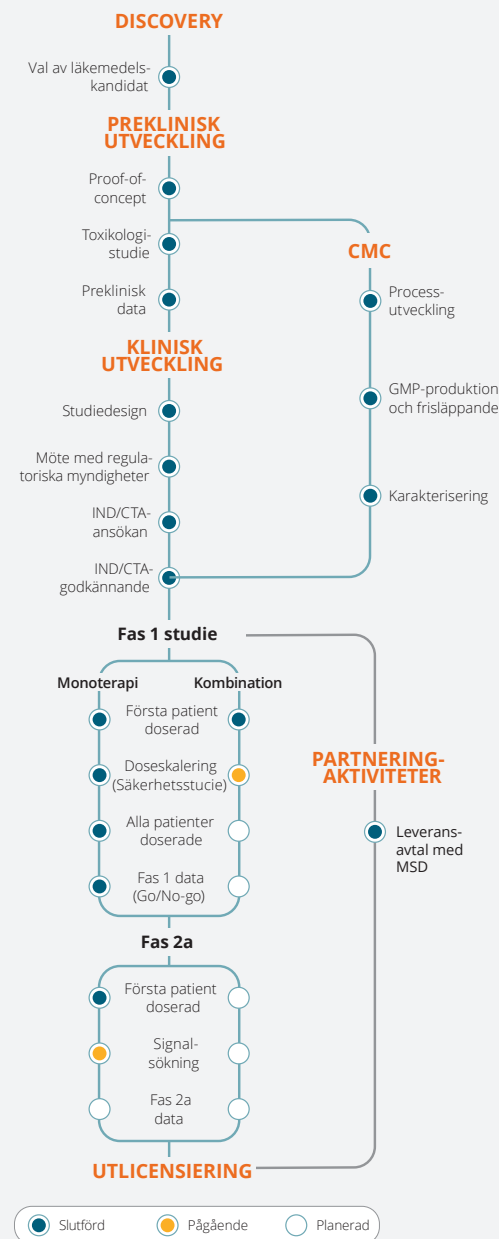 DISCOVERY
Val av läkemedels-
kandidat
PREKLINISK
UTVECKLING
Proof-of-
concept
Toxikologi-
studie
Preklinisk
data
CMC
Process-
utveckling
GMP-produktion
och frisläppande
Karakterisering
KLINISK
UTVECKLING
Studiedesign
Möte med regula-
toriska myndigheter
IND/CTA-
ansökan
IND/CTA-
godkännande
Fas 1 studie
Monoterapi
Kombination
Första patient
doserad
Doseskalering
(Säkerhetsstucie)
Alla patienter
doserade
Fas 1 data
(Go/No-go)
PARTNERING-
AKTIVITETER
Leverans-
avtal med
MSD
Fas 2a
Första patient
doserad
Signal-
sökning
Fas 2a
data
UTLICENSIERING
Slutförd
Pågående
Planerad